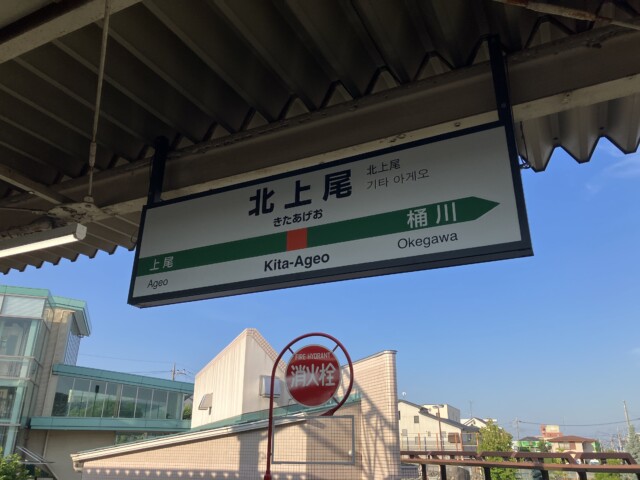 北上尾
きたあげお
北上尾
기타 아게오
上尾
桶川
Ageo
Kita-Ageo
Okegawa
FIRE-HYDRANT
消火栓